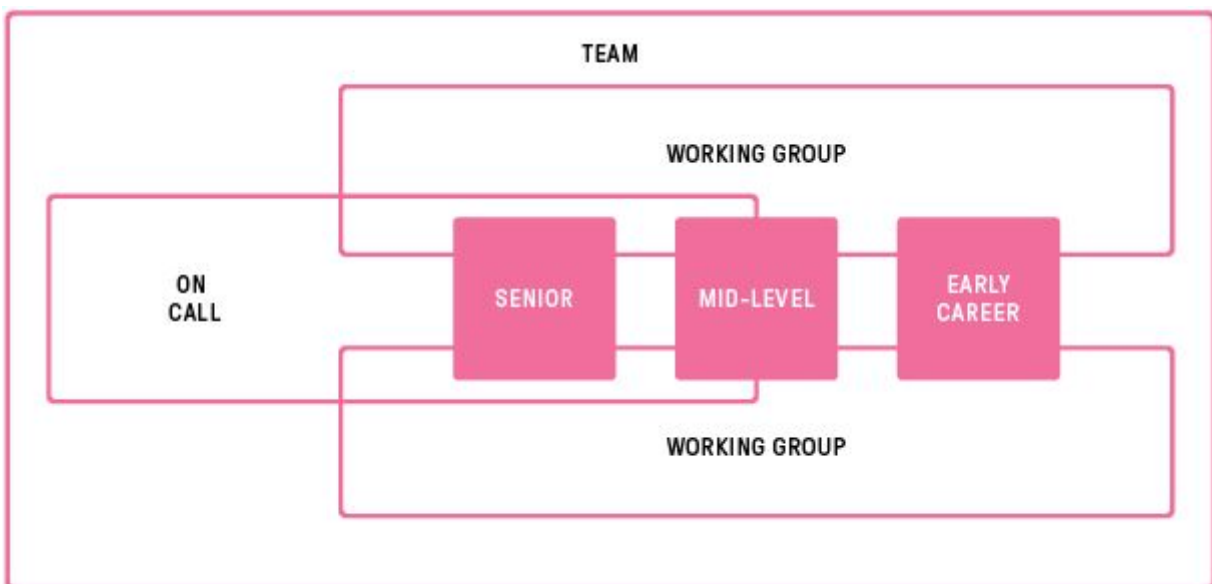 TEAM
WORKING GROUP
ON
CALL
SENIOR
MID-LEVEL
EARLY
CAREER
WORKING GROUP